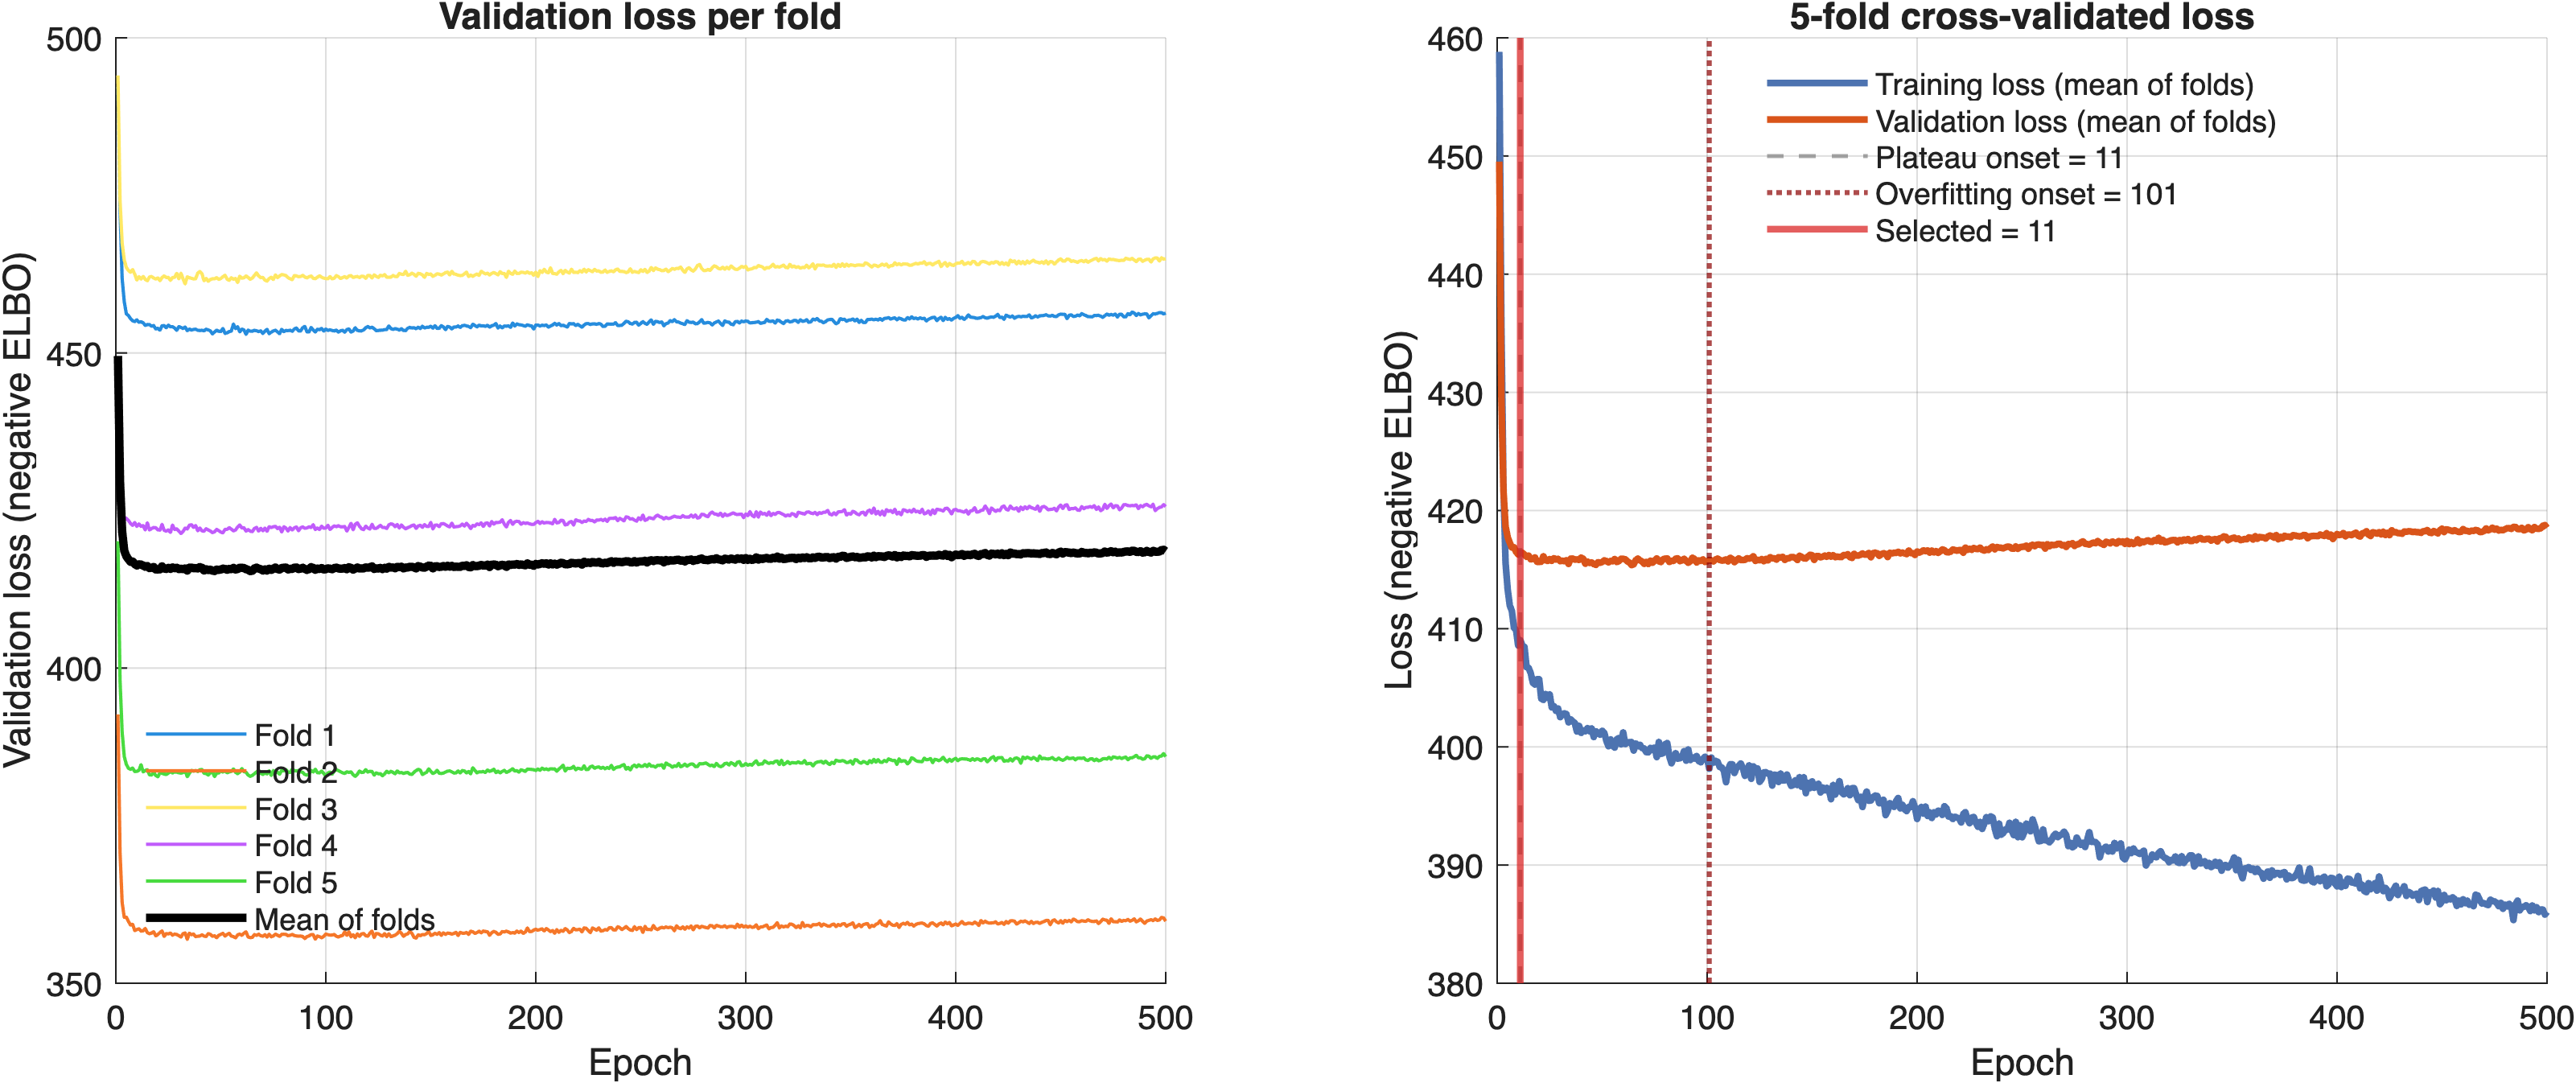 Validation loss per fold
Validation loss (negative ELBO)
500
450
400
350
0 100 200 300 400 500
Epoch
Fold 1
Fold 2
Fold 3
Fold 4
Fold 5
Mean of folds
5-fold cross-validated loss
Loss (negative ELBO)
460
450
440
430
420
410
400
390
380
0 100 200 300 400 500
Epoch
Training loss (mean of folds)
Validation loss (mean of folds)
Plateau onset = 11
Overfitting onset = 101
Selected = 11